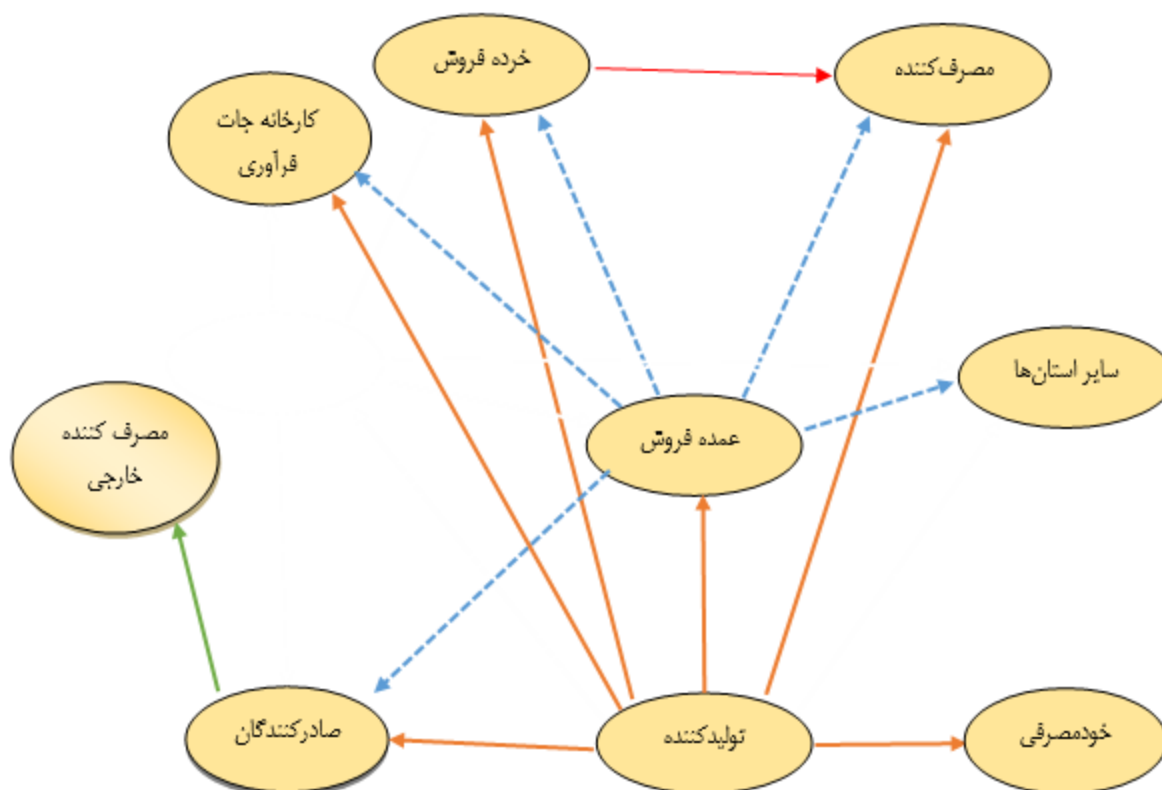 خرده فروش
مصرف‌کننده
کارخانه جات
فرآوری
سایر استان‌ها
مصرف کننده
خارجی
عمده فروش
صادرکنندگان
تولیدکننده
خودمصرفی